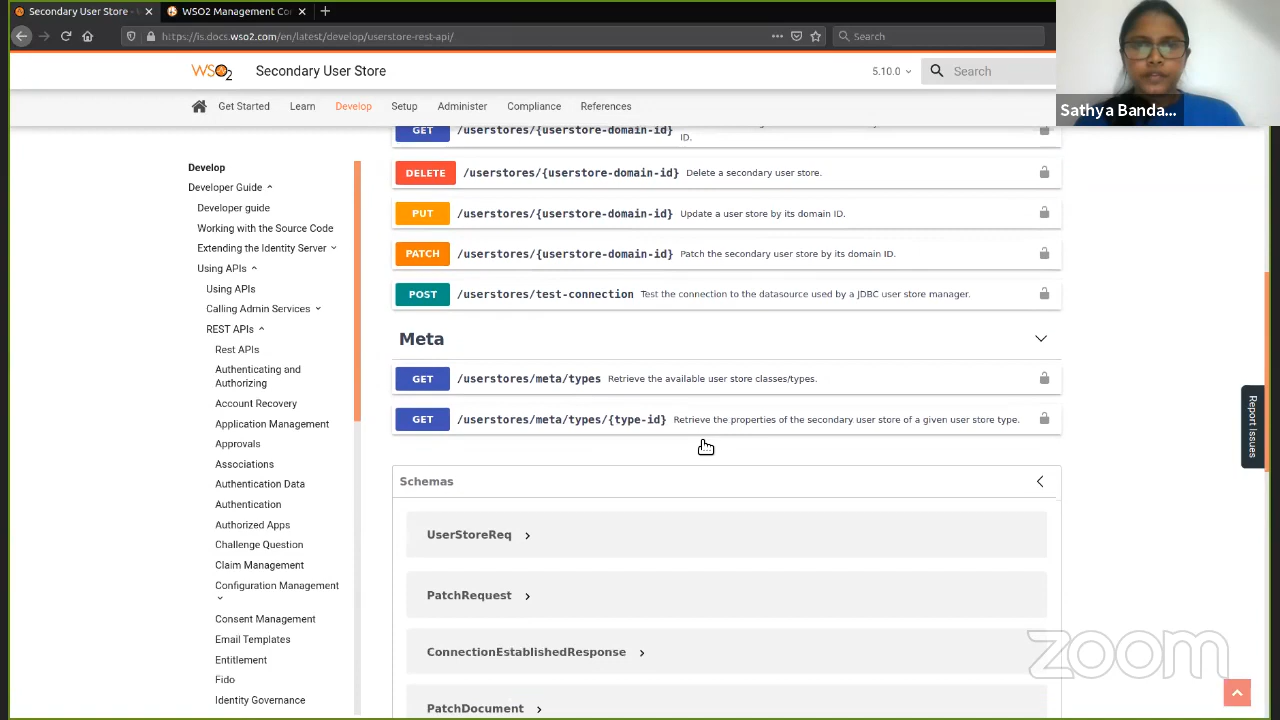 Secondary User Store -
WSO2 Management Co
https://is.docs.wso2.com/en/latest/develop/userstore-rest-api/
Search
WSO2
Secondary User Store
5.10.0
Search
Sathya Banda...
Get Started
Learn
Develop
Setup
Administer
Compliance
References
Develop
Developer Guide
Developer guide
Working with the Source Code
Extending the Identity Server
Using APIs
Using APIs
Calling Admin Services
REST APIs
Rest APIs
Authenticating and
Authorizing
Account Recovery
Application Management
Approvals
Associations
Authentication Data
Authentication
Authorized Apps
Challenge Question
Claim Management
Configuration Management
Consent Management
Email Templates
Entitlement
Fido
Identity Governance
GET /userstores/{userstore-domain-id}
ID.
DELETE /userstores/{userstore-domain-id} Delete a secondary user store.
PUT /userstores/{userstore-domain-id} Update a user store by its domain ID.
PATCH /userstores/{userstore-domain-id} Patch the secondary user store by its domain ID.
POST /userstores/test-connection Test the connection to the datasource used by a JDBC user store manager.
Meta
GET /userstores/meta/types Retrieve the available user store classes/types.
GET /userstores/meta/types/{type-id} Retrieve the properties of the secondary user store of a given user store type.
Schemas
UserStoreReq
PatchRequest
ConnectionEstablishedResponse
PatchDocument
Report Issues
zoom